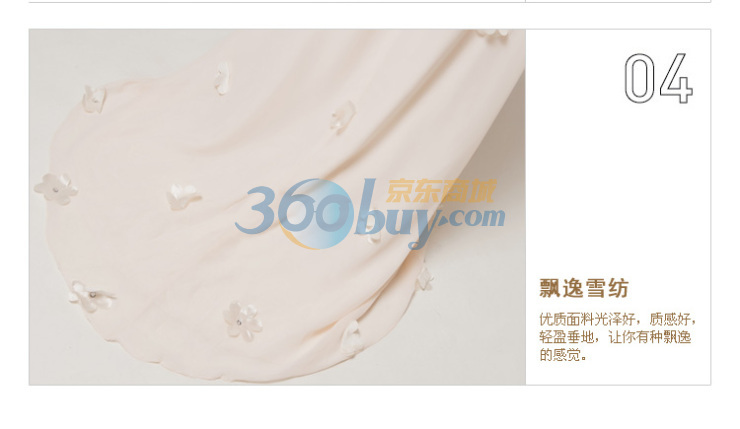 04
京东商城
360buy.com
飘逸雪纺
优质面料光泽好，质感好，
轻盈垂地，让你有种飘逸
的感觉。